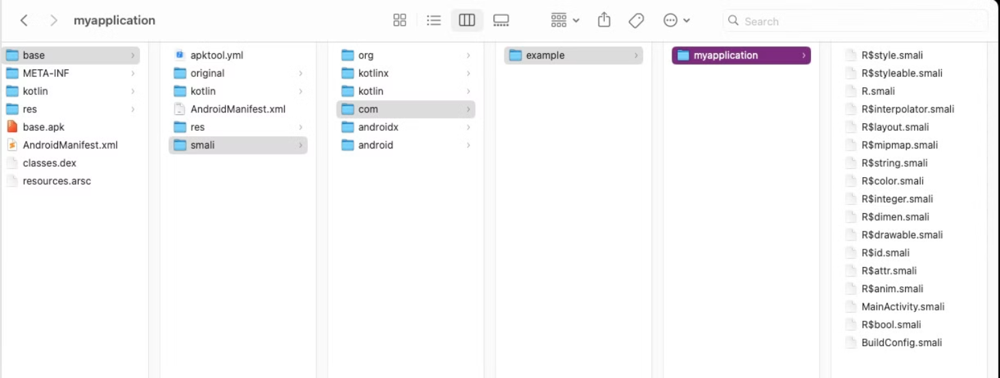 myapplication
Search
base
META-INF
kotlin
res
base.apk
AndroidManifest.xml
classes.dex
resources.arsc
apktool.yml
original
kotlin
AndroidManifest.xml
res
smali
org
kotlinx
kotlin
com
androidx
android
example
myapplication
R$style.smali
R$styleable.smali
R.smali
R$interpolator.smali
R$layout.smali
R$mipmap.smali
R$string.smali
R$color.smali
R$integer.smali
R$dimen.smali
R$drawable.smali
R$id.smali
R$attr.smali
R$anim.smali
MainActivity.smali
R$bool.smali
BuildConfig.smali